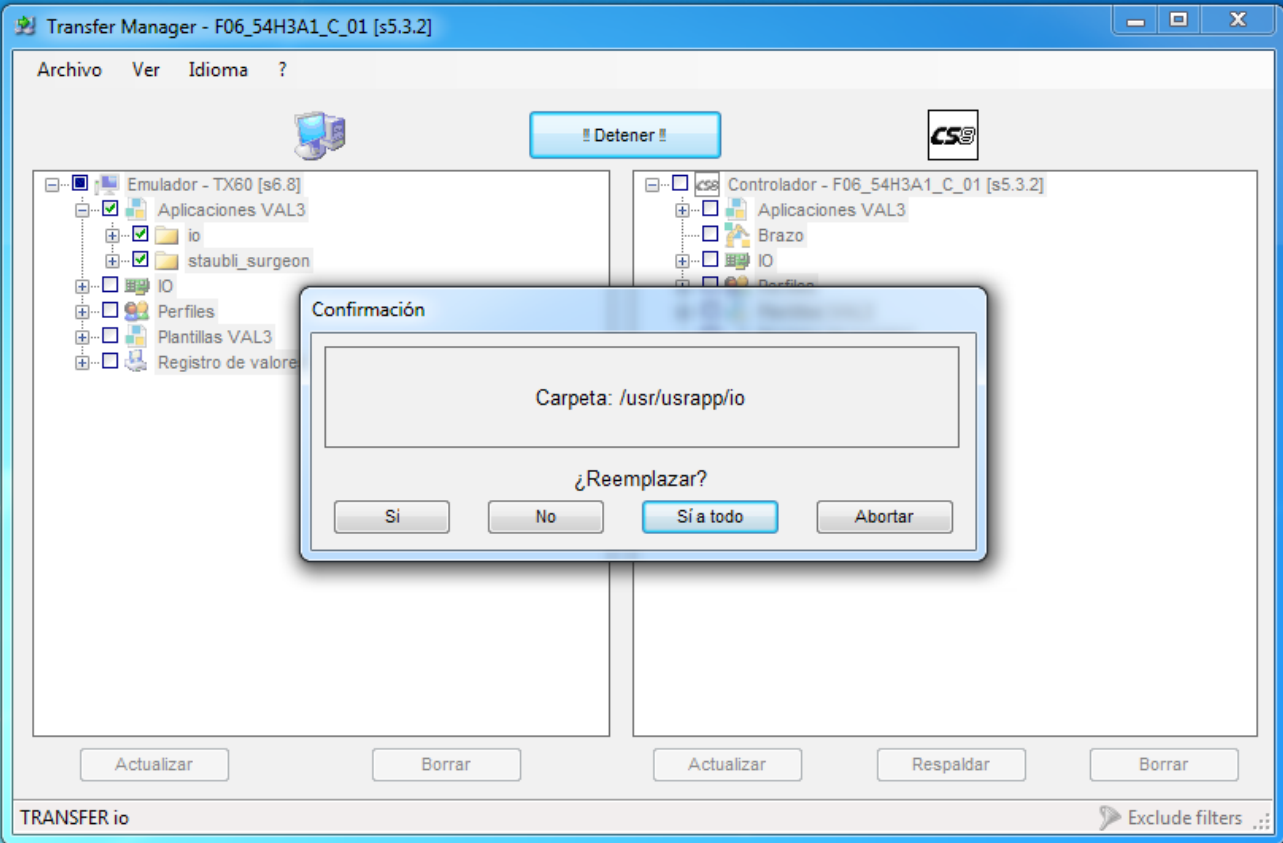 Transfer Manager - F06_54H3A1_C_01 [s5.3.2]
Archivo Ver Idioma ?
!! Detener !!
CS8
Emulador - TX60 [s6.8]
Aplicaciones VAL3
io
staubli_surgeon
IO
Perfiles
Plantillas VAL3
Registro de valore
CS8 Controlador - F06_54H3A1_C_01 [s5.3.2]
Aplicaciones VAL3
Brazo
IO
Perfiles
Confirmación
Carpeta: /usr/usrapp/io
¿Reemplazar?
Si No Sí a todo Abortar
Actualizar Borrar Actualizar Respaldar Borrar
TRANSFER io Exclude filters